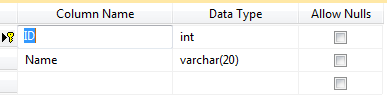 Column Name Data Type Allow Nulls
ID int
Name varchar(20)